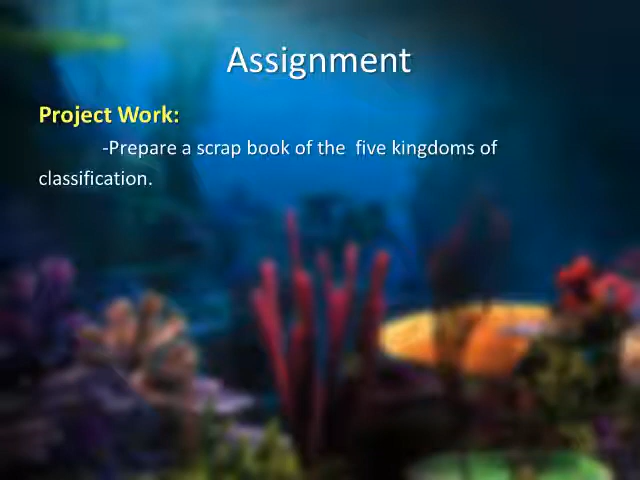 Assignment
Project Work:
-Prepare a scrap book of the five kingdoms of
classification.